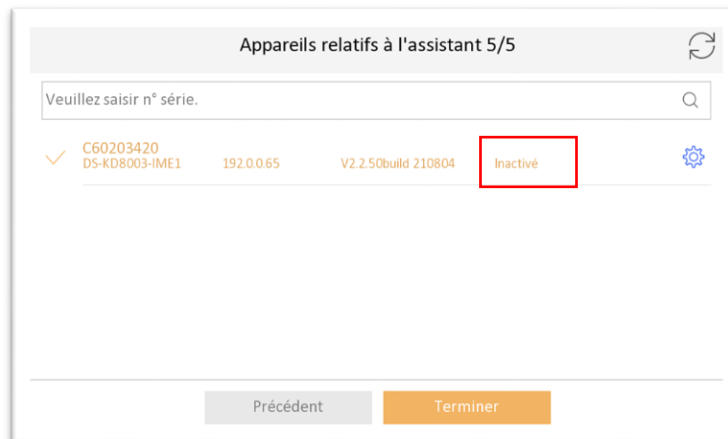 Appareils relatifs à l'assistant 5/5
Veuillez saisir n° série.
C60203420
DS-KD8003-IME1 192.0.0.65 V2.2.50build 210804 Inactivé
Précédent Terminer